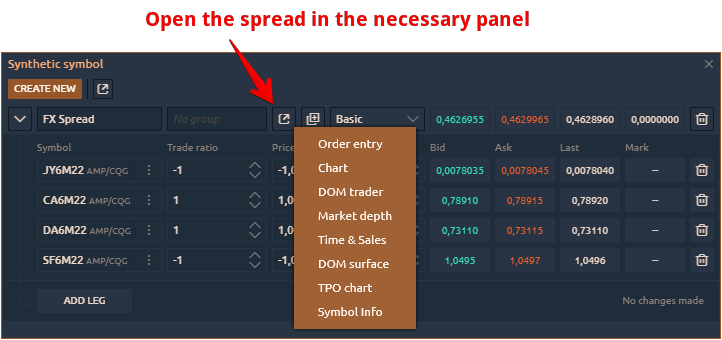 Open the spread in the necessary panel
Synthetic symbol
CREATE NEW
FX Spread No group Basic 0,4626955 0,4629965 0,4628960 0,0000000
Symbol Trade ratio Price Bid Ask Last Mark
JY6M22 AMP/CQG -1 -1,0 0,0078035 0,0078045 0,0078040 --
CA6M22 AMP/CQG 1 1,0 0,78910 0,78915 0,78920 --
DA6M22 AMP/CQG 1 1,0 0,73110 0,73115 0,73110 --
SF6M22 AMP/CQG -1 -1,0 1,0495 1,0497 1,0496 --
Order entry
Chart
DOM trader
Market depth
Time & Sales
DOM surface
TPO chart
Symbol Info
ADD LEG No changes made